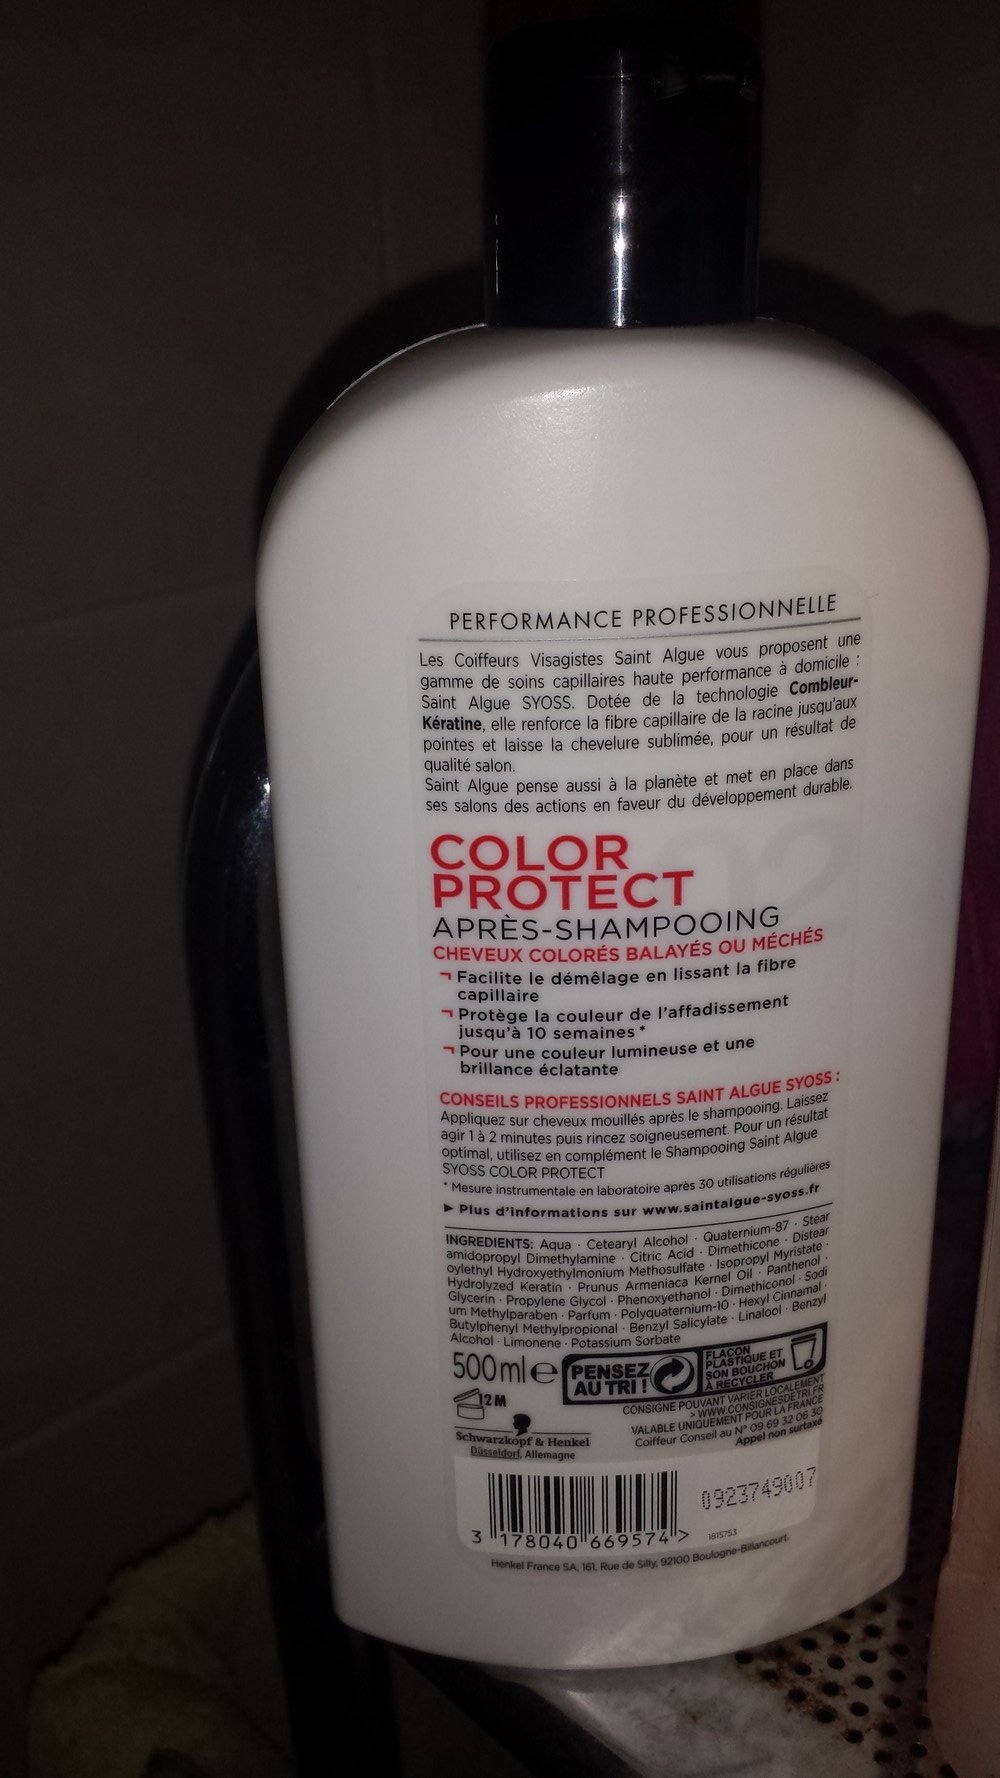 PERFORMANCE PROFESSIONNELLE
Les Coiffeurs Visagistes Saint Algue vous proposent une
gamme de soins capillaires haute performance à domicile :
Saint Algue SYOSS. Dotée de la technologie Combleur-
Kératine, elle renforce la fibre capillaire de la racine jusqu'aux
pointes et laisse la chevelure sublimée, pour un résultat de
qualité salon.
Saint Algue pense aussi à la planète et met en place dans
ses salons des actions en faveur du développement durable.
COLOR
PROTECT
APRÈS-SHAMPOOING
CHEVEUX COLORÉS BALAYÉS OU MÉCHÉS
Facilite le démêlage en lissant la fibre
capillaire
Protège la couleur de l'affadissement
jusqu'à 10 semaines *
Pour une couleur lumineuse et une
brillance éclatante
CONSEILS PROFESSIONNELS SAINT ALGUE SYOSS :
Appliquez sur cheveux mouillés après le shampooing. Laissez
agir 1 à 2 minutes puis rincez soigneusement. Pour un résultat
optimal, utilisez en complément le Shampooing Saint Algue
SYOSS COLOR PROTECT
* Mesure instrumentale en laboratoire après 30 utilisations régulières
► Plus d'informations sur www.saintalgue-syoss.fr
INGREDIENTS: Aqua · Cetearyl Alcohol · Quaternium-87 · Stear
amidopropyl Dimethylamine · Citric Acid · Dimethicone · Distear
oylethyl Hydroxyethylmonium Methosulfate · Isopropyl Myristate ·
Hydrolyzed Keratin · Prunus Armeniaca Kernel Oil · Panthenol ·
Glycerin · Propylene Glycol · Phenoxyethanol · Dimethiconol · Sodi
um Methylparaben · Parfum · Polyquaternium-10 · Hexyl Cinnamal ·
Butylphenyl Methylpropional · Benzyl Salicylate · Linalool · Benzyl
Alcohol · Limonene · Potassium Sorbate
500 ml e
PENSEZ
AU TRI !
FLACON
PLASTIQUE ET
SON BOUCHON
À RECYCLER
12 M
CONSIGNE POUVANT VARIER LOCALEMENT
> WWW.CONSIGNESDETRI.FR
VALABLE UNIQUEMENT POUR LA FRANCE
Coiffeur Conseil au N° 09 69 32 06 30
Appel non surtaxé
Schwarzkopf & Henkel
Düsseldorf, Allemagne
0923749007
3 178040 669574 >
1815753
Henkel France SA, 161, Rue de Silly, 92100 Boulogne-Billancourt